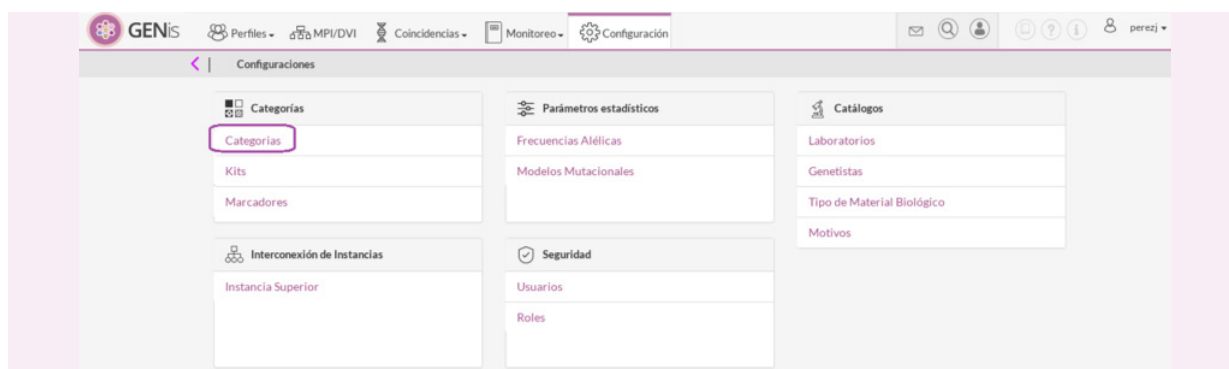 GENis Perfiles MPI/DVI Coincidencias Monitoreo Configuración perezj
Configuraciones
Categorías
Categorias
Kits
Marcadores
Parámetros estadísticos
Frecuencias Alélicas
Modelos Mutacionales
Catálogos
Laboratorios
Genetistas
Tipo de Material Biológico
Motivos
Interconexión de Instancias
Instancia Superior
Seguridad
Usuarios
Roles